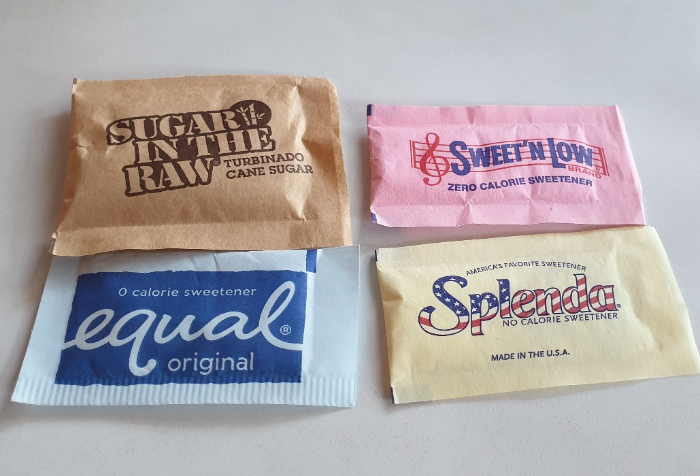 SUGAR
IN THE
RAW
TURBINADO
CANE SUGAR
SWEET'N LOW
BRAND
ZERO CALORIE SWEETENER
0 calorie sweetener
equal®
original
AMERICA'S FAVORITE SWEETENER
Splenda®
NO CALORIE SWEETENER
MADE IN THE U.S.A.